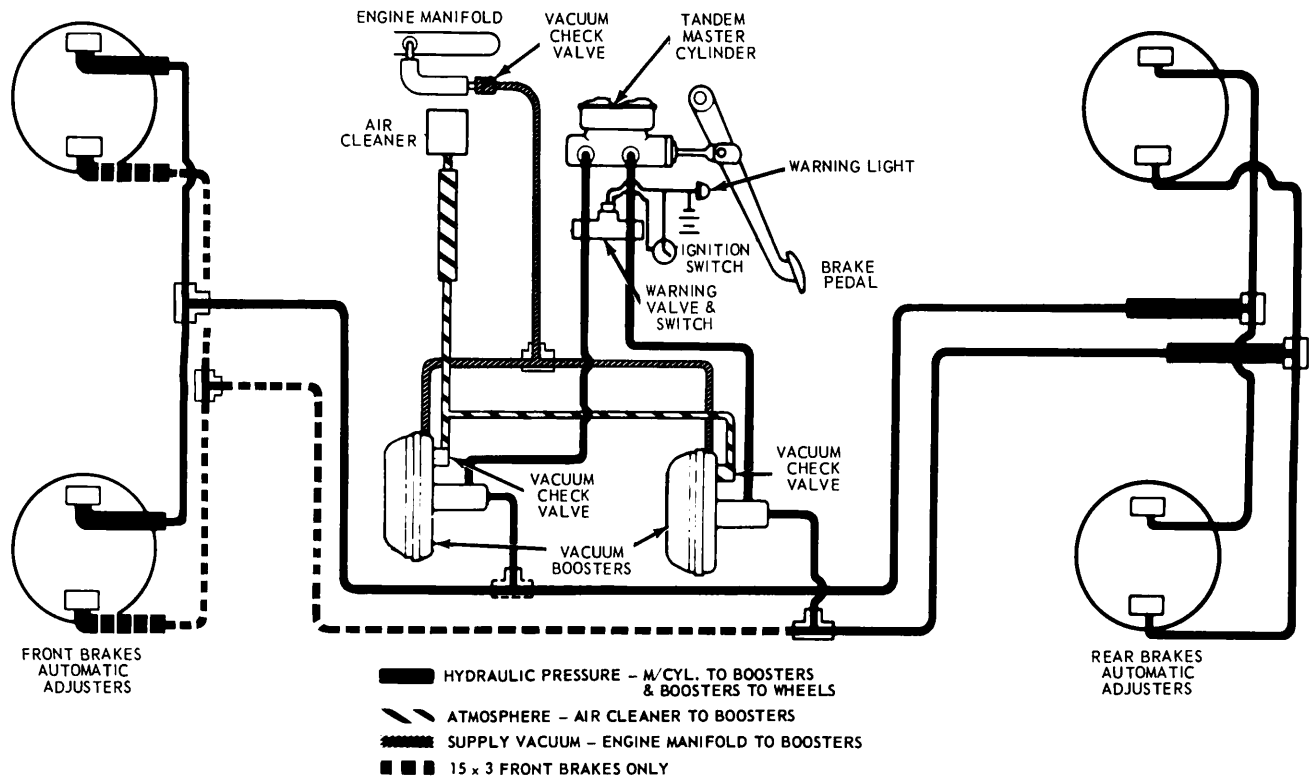 ENGINE MANIFOLD
VACUUM
CHECK
VALVE
TANDEM
MASTER
CYLINDER
AIR
CLEANER
WARNING LIGHT
IGNITION
SWITCH
BRAKE
PEDAL
WARNING
VALVE &
SWITCH
VACUUM
CHECK
VALVE
VACUUM
CHECK
VALVE
VACUUM
BOOSTERS
FRONT BRAKES
AUTOMATIC
ADJUSTERS
REAR BRAKES
AUTOMATIC
ADJUSTERS
HYDRAULIC PRESSURE – M/CYL. TO BOOSTERS
& BOOSTERS TO WHEELS
ATMOSPHERE – AIR CLEANER TO BOOSTERS
SUPPLY VACUUM – ENGINE MANIFOLD TO BOOSTERS
15 x 3 FRONT BRAKES ONLY